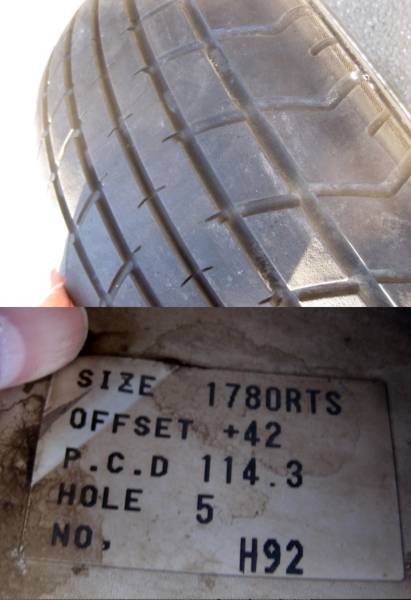 SIZE 1780RTS
OFFSET +42
P.C.D 114.3
HOLE 5
NO, H92